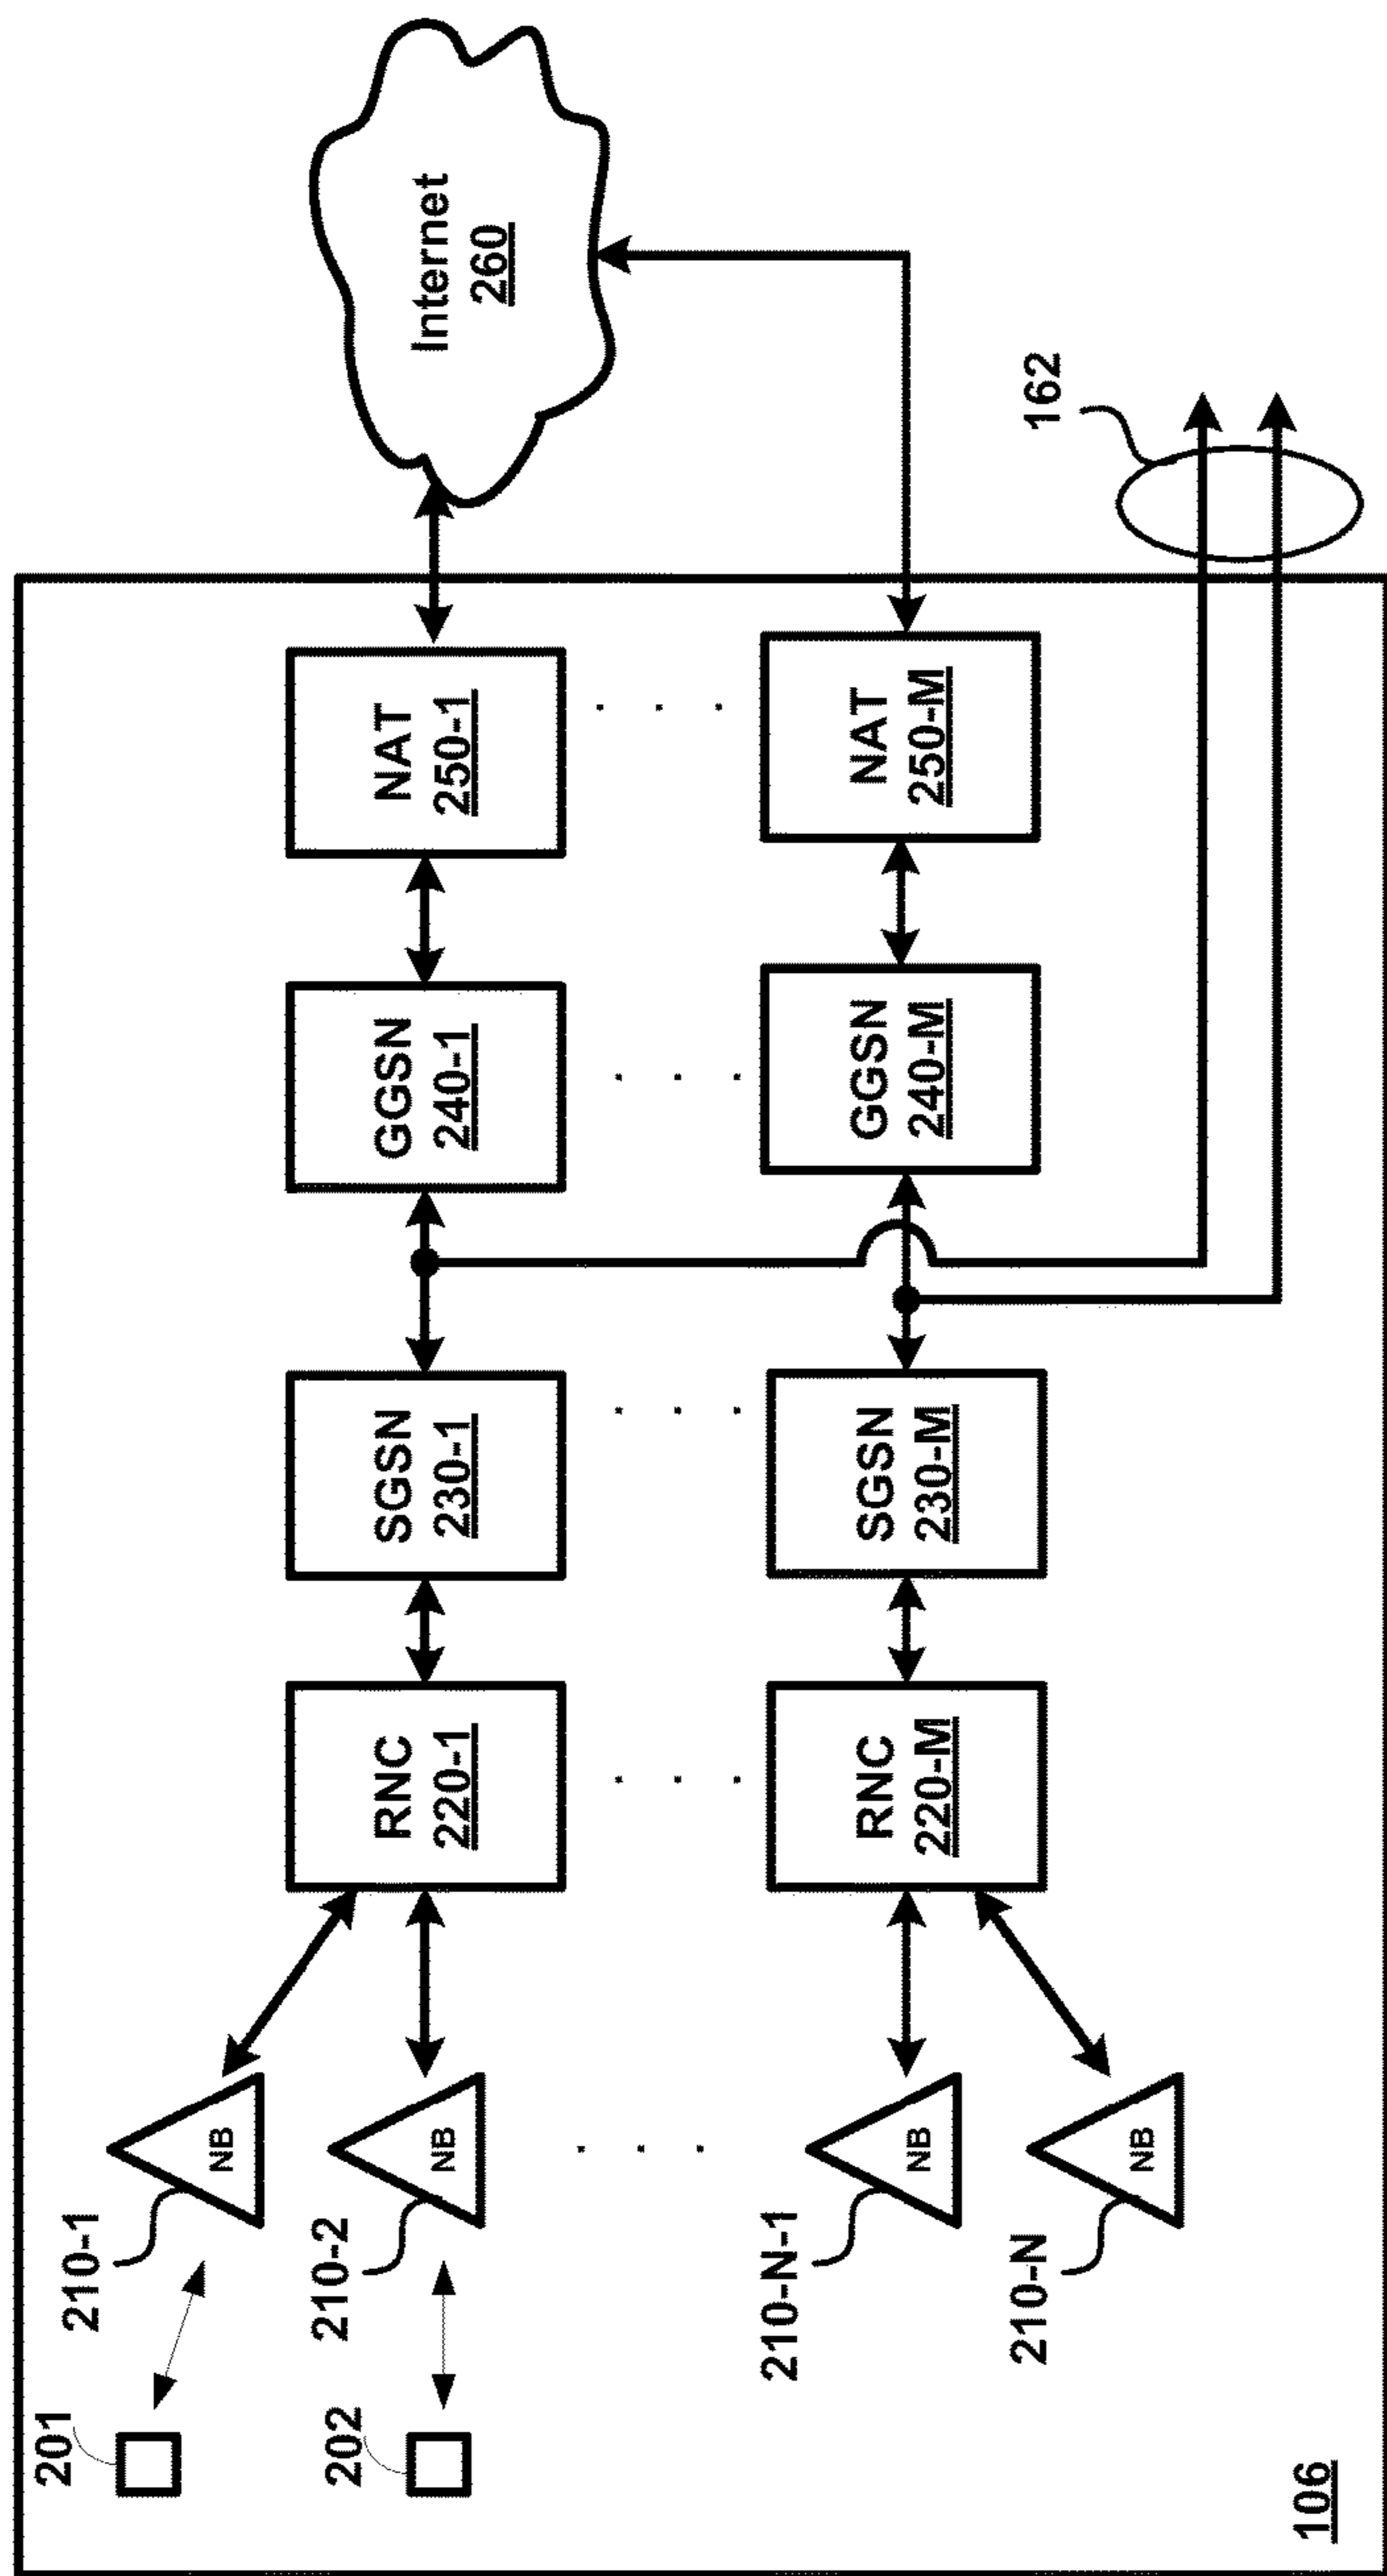 201
210-1
NB
202
210-2
NB
210-N-1
NB
210-N
NB
RNC
220-1
RNC
220-M
SGSN
230-1
SGSN
230-M
GGSN
240-1
GGSN
240-M
NAT
250-1
NAT
250-M
Internet
260
162
106